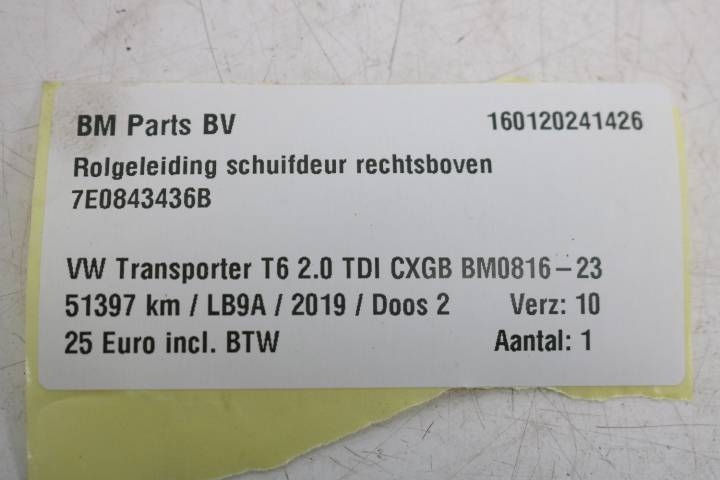 BM Parts BV 160120241426
Rolgeleiding schuifdeur rechtsboven
7E0843436B
VW Transporter T6 2.0 TDI CXGB BM0816-23
51397 km / LB9A / 2019 / Doos 2 Verz: 10
25 Euro incl. BTW Aantal: 1